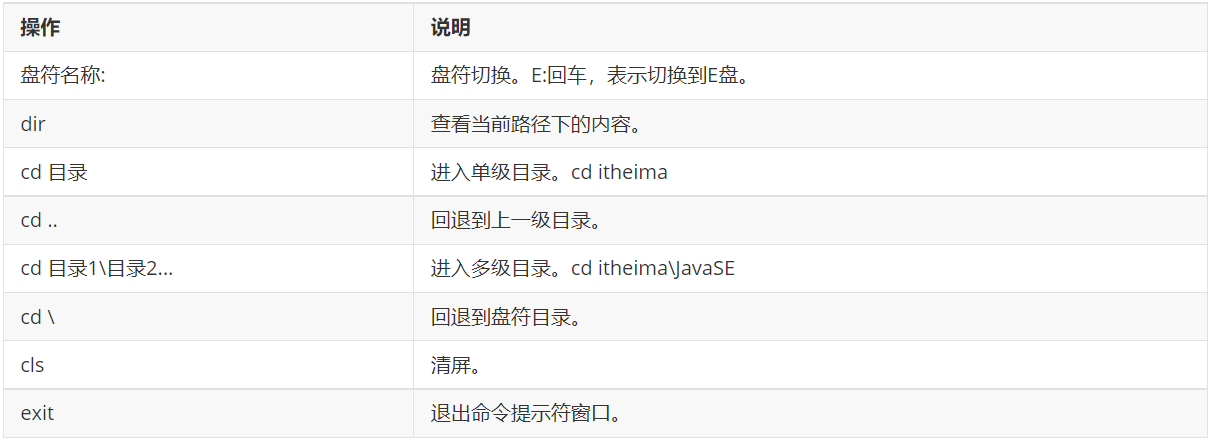 操作 说明
盘符名称: 盘符切换。E:回车，表示切换到E盘。
dir 查看当前路径下的内容。
cd 目录 进入单级目录。cd itheima
cd .. 回退到上一级目录。
cd 目录1\目录2... 进入多级目录。cd itheima\JavaSE
cd \ 回退到盘符目录。
cls 清屏。
exit 退出命令提示符窗口。